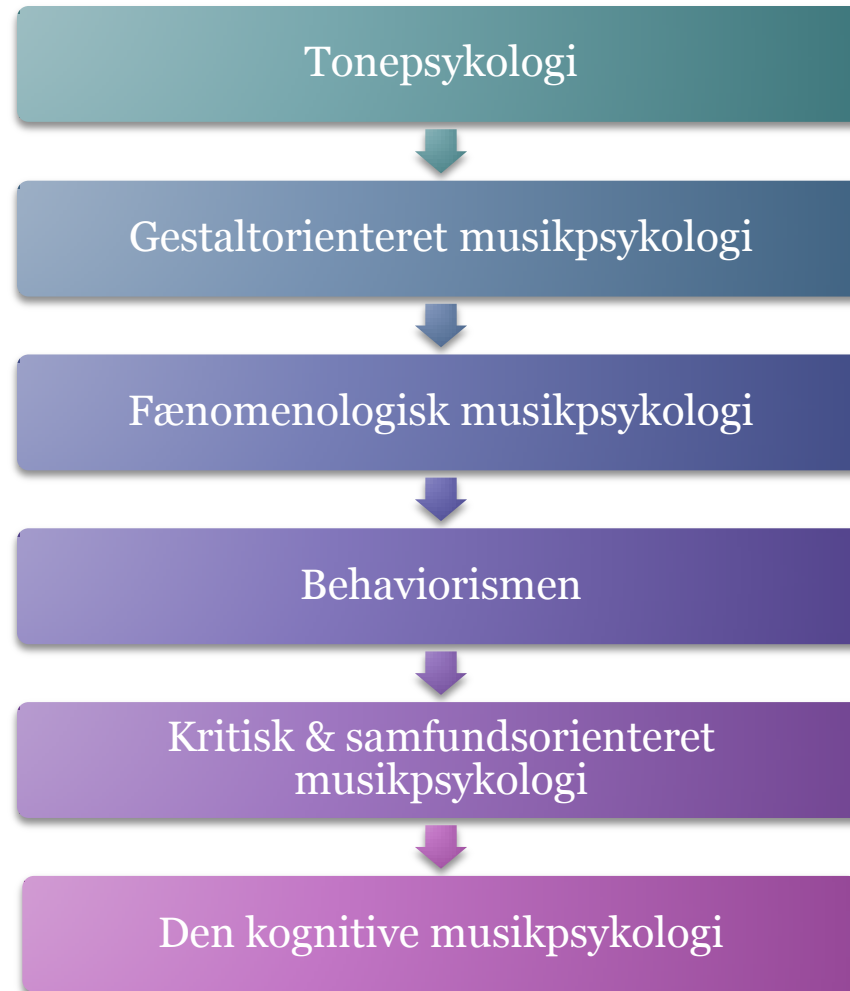 Tonepsykologi
Gestaltorienteret musikpsykologi
Fænomenologisk musikpsykologi
Behaviorismen
Kritisk & samfundsorienteret
musikpsykologi
Den kognitive musikpsykologi